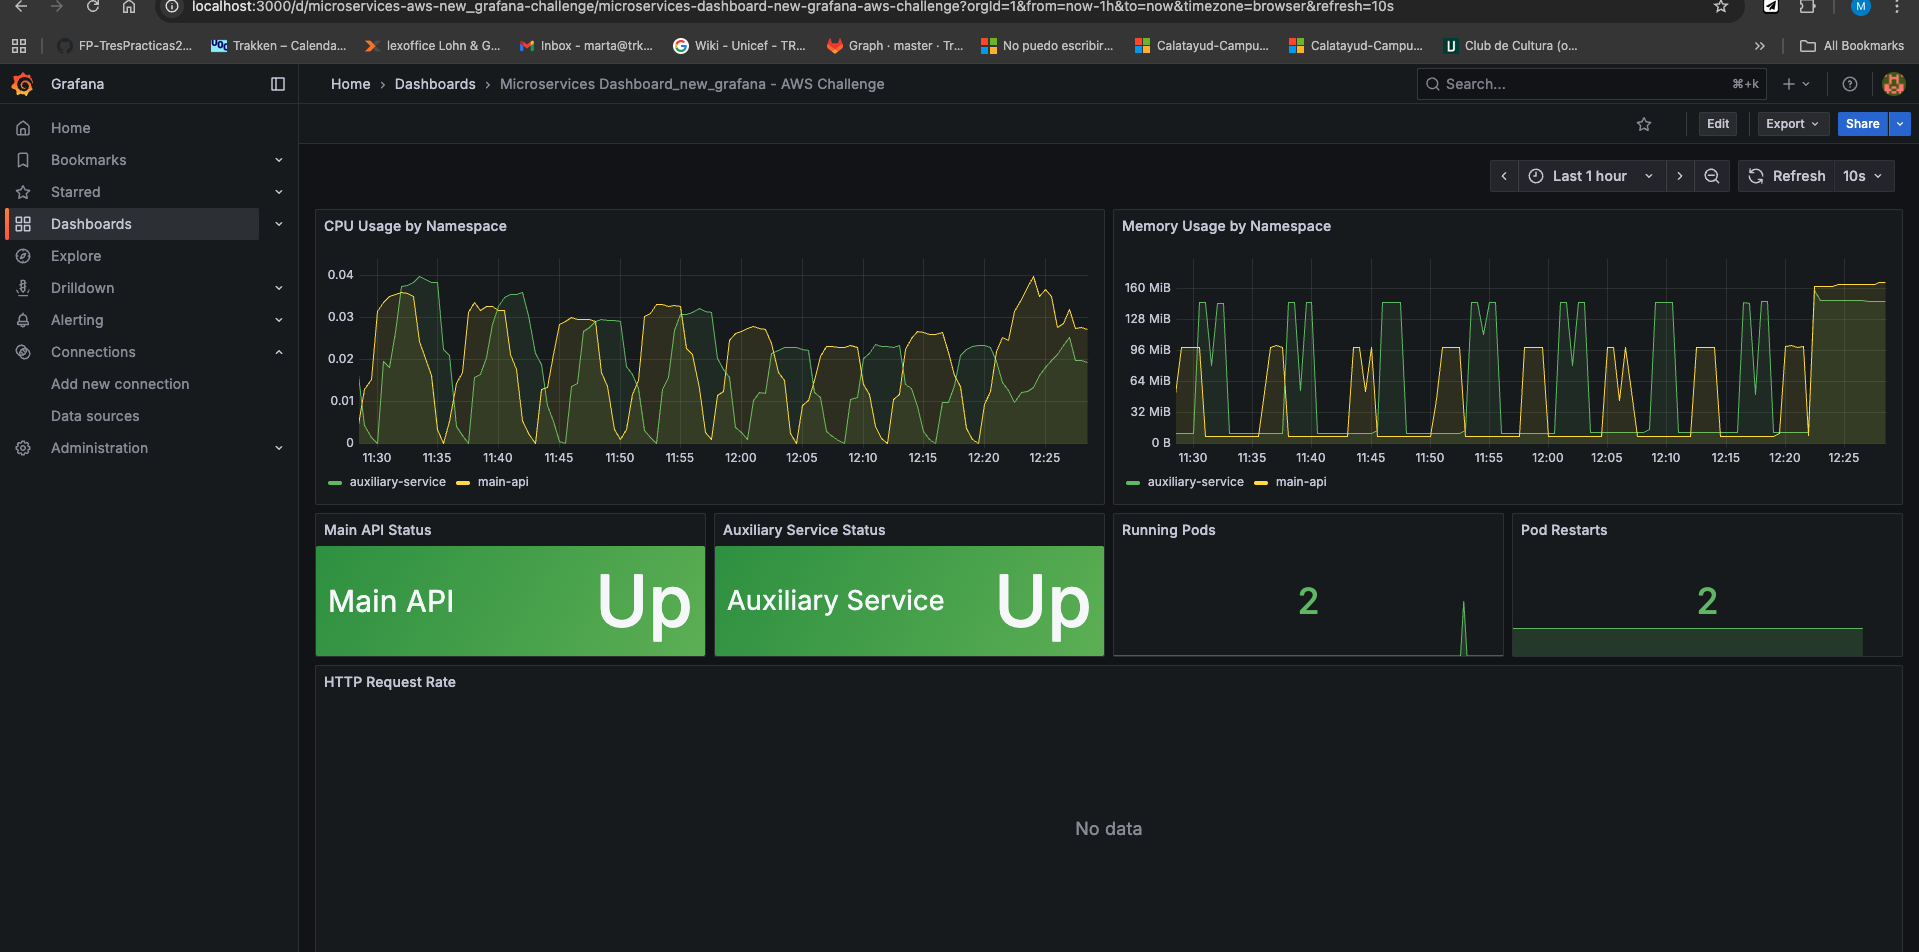 localhost:3000/d/microservices-aws-new_grafana-challenge/microservices-dashboard-new-grafana-aws-challenge?orgId=1&from=now-1h&to=now&timezone=browser&refresh=10s
M
FP-TresPracticas2... Trakken – Calenda... lexoffice Lohn & G... Inbox - marta@trk... Wiki - Unicef - TR... Graph · master · Tr... No puedo escribir... Calatayud-Campu... Calatayud-Campu... Club de Cultura (o... » All Bookmarks
Grafana
Home › Dashboards › Microservices Dashboard_new_grafana - AWS Challenge
Search... ⌘+k
Edit Export Share
Home
Bookmarks
Starred
Dashboards
Explore
Drilldown
Alerting
Connections
Add new connection
Data sources
Administration
Last 1 hour Refresh 10s
CPU Usage by Namespace
0.04
0.03
0.02
0.01
0
11:30 11:35 11:40 11:45 11:50 11:55 12:00 12:05 12:10 12:15 12:20 12:25
auxiliary-service main-api
Memory Usage by Namespace
160 MiB
128 MiB
96 MiB
64 MiB
32 MiB
0 B
11:30 11:35 11:40 11:45 11:50 11:55 12:00 12:05 12:10 12:15 12:20 12:25
auxiliary-service main-api
Main API Status
Main API Up
Auxiliary Service Status
Auxiliary Service Up
Running Pods
2
Pod Restarts
2
HTTP Request Rate
No data